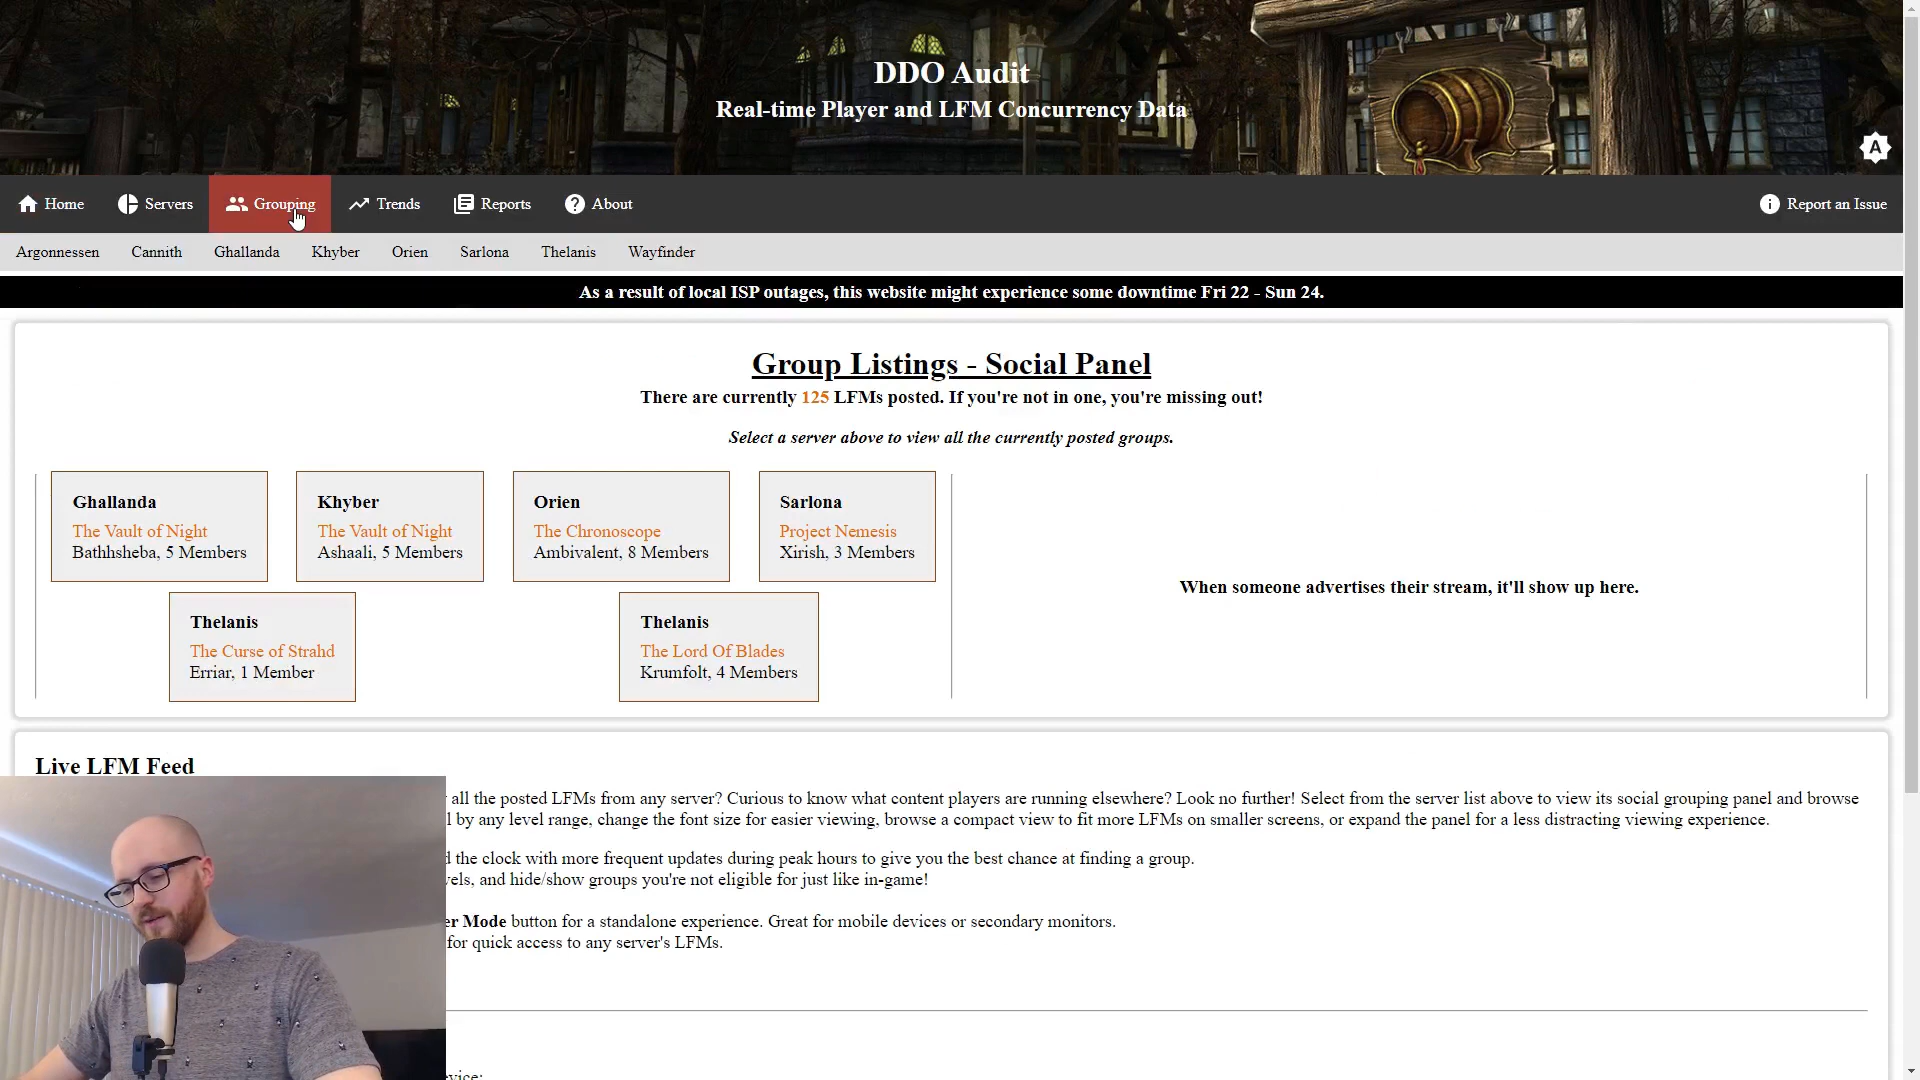 DDO Audit
Real-time Player and LFM Concurrency Data
A
Home
Servers
Grouping
Trends
Reports
About
Report an Issue
Argonnessen
Cannith
Ghallanda
Khyber
Orien
Sarlona
Thelanis
Wayfinder
As a result of local ISP outages, this website might experience some downtime Fri 22 - Sun 24.
Group Listings - Social Panel
There are currently 125 LFMs posted. If you're not in one, you're missing out!
Select a server above to view all the currently posted groups.
Ghallanda
The Vault of Night
Bathhsheba, 5 Members
Khyber
The Vault of Night
Ashaali, 5 Members
Orien
The Chronoscope
Ambivalent, 8 Members
Sarlona
Project Nemesis
Xirish, 3 Members
Thelanis
The Curse of Strahd
Erriar, 1 Member
Thelanis
The Lord Of Blades
Krumfolt, 4 Members
When someone advertises their stream, it'll show up here.
Live LFM Feed
all the posted LFMs from any server? Curious to know what content players are running elsewhere? Look no further! Select from the server list above to view its social grouping panel and browse
by any level range, change the font size for easier viewing, browse a compact view to fit more LFMs on smaller screens, or expand the panel for a less distracting viewing experience.
the clock with more frequent updates during peak hours to give you the best chance at finding a group.
and hide/show groups you're not eligible for just like in-game!
Mode button for a standalone experience. Great for mobile devices or secondary monitors.
for quick access to any server's LFMs.